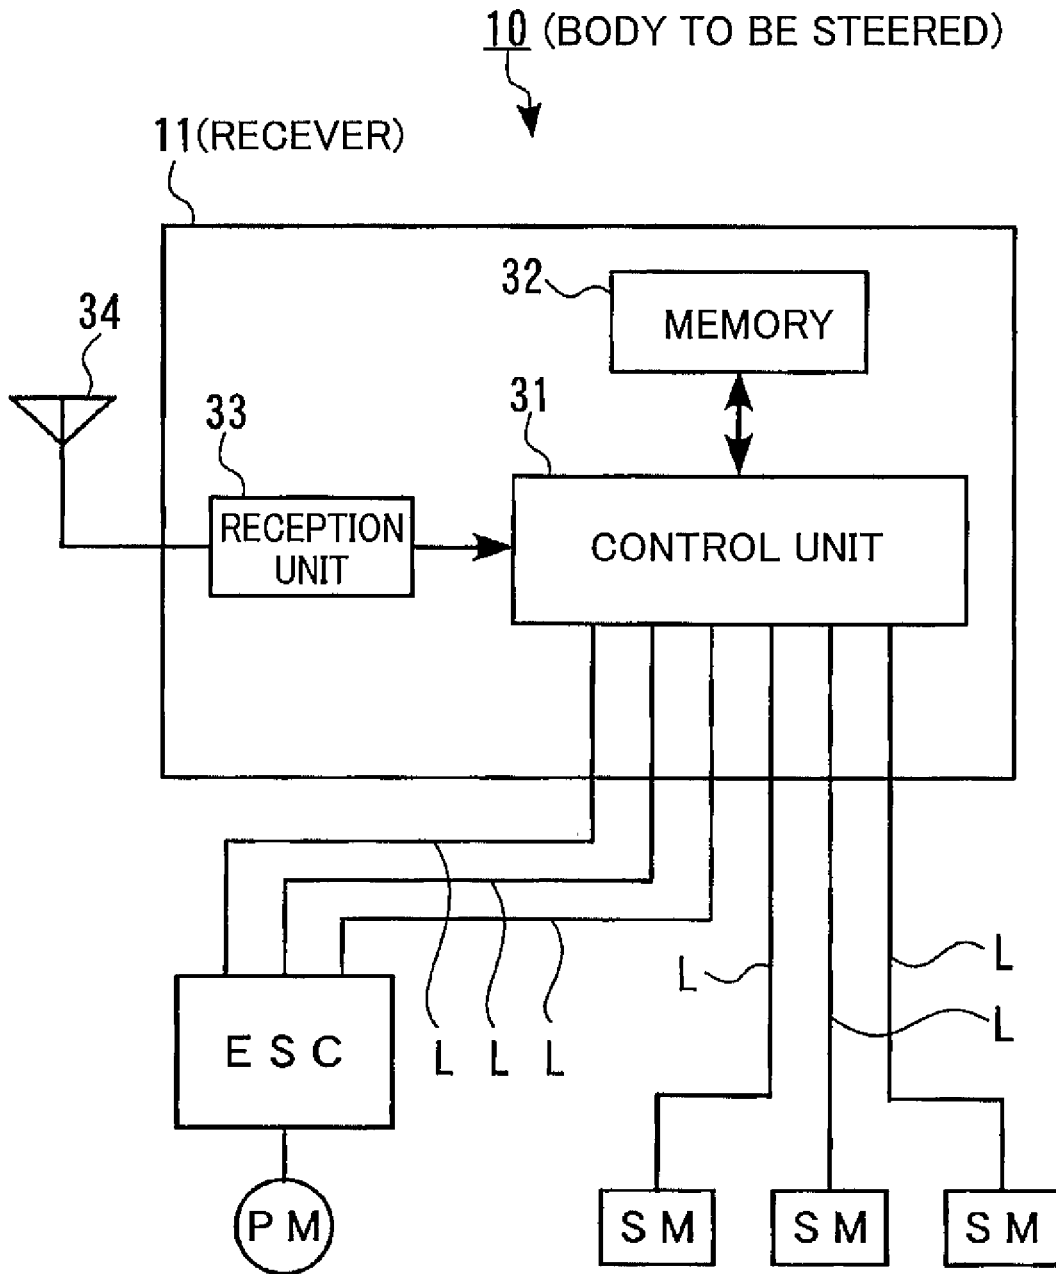 10 (BODY TO BE STEERED)
11(RECEVER)
32
MEMORY
34
33
31
RECEPTION
UNIT
CONTROL UNIT
L
L
L
E S C
L L L
P M
S M
S M
S M